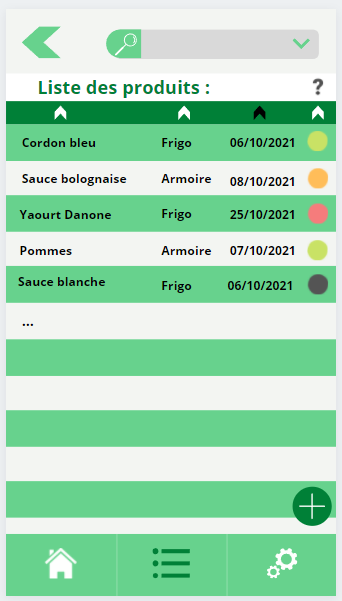 Liste des produits : ?
Cordon bleu Frigo 06/10/2021
Sauce bolognaise Armoire 08/10/2021
Yaourt Danone Frigo 25/10/2021
Pommes Armoire 07/10/2021
Sauce blanche Frigo 06/10/2021
...